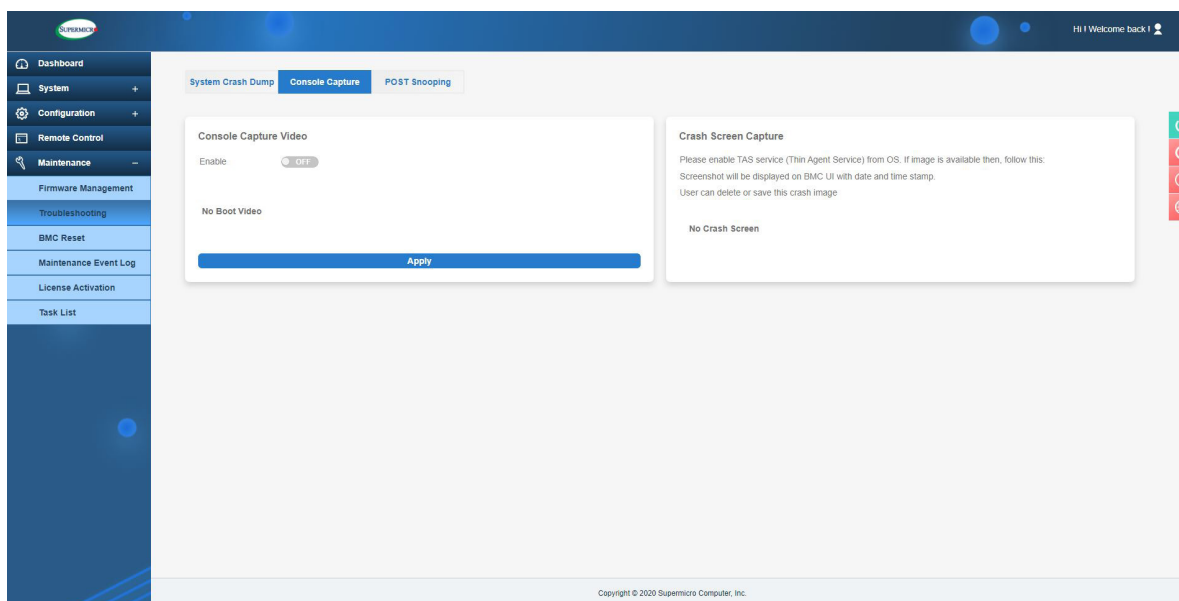 SUPERMICR
Hi ! Welcome back !
Dashboard
System +
Configuration +
Remote Control
Maintenance −
Firmware Management
Troubleshooting
BMC Reset
Maintenance Event Log
License Activation
Task List
System Crash Dump Console Capture POST Snooping
Console Capture Video
Enable OFF
No Boot Video
Apply
Crash Screen Capture
Please enable TAS service (Thin Agent Service) from OS. If image is available then, follow this:
Screenshot will be displayed on BMC UI with date and time stamp.
User can delete or save this crash image
No Crash Screen
Copyright © 2020 Supermicro Computer, Inc.